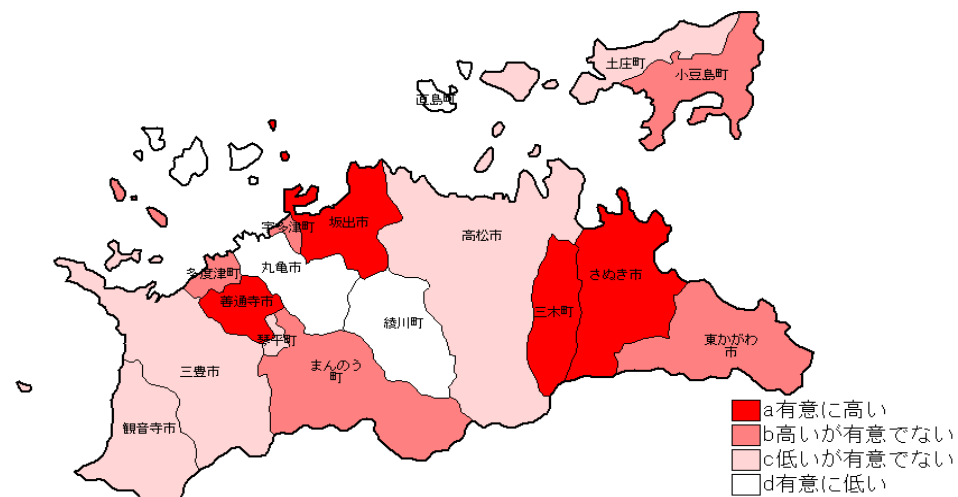 土庄町
小豆島町
直島町
坂出市
宇多津町
高松市
丸亀市
多度津町
さぬき市
善通寺市
三木町
綾川町
琴平町
東かがわ
市
まんのう
町
三豊市
観音寺市
a有意に高い
b高いが有意でない
c低いが有意でない
d有意に低い